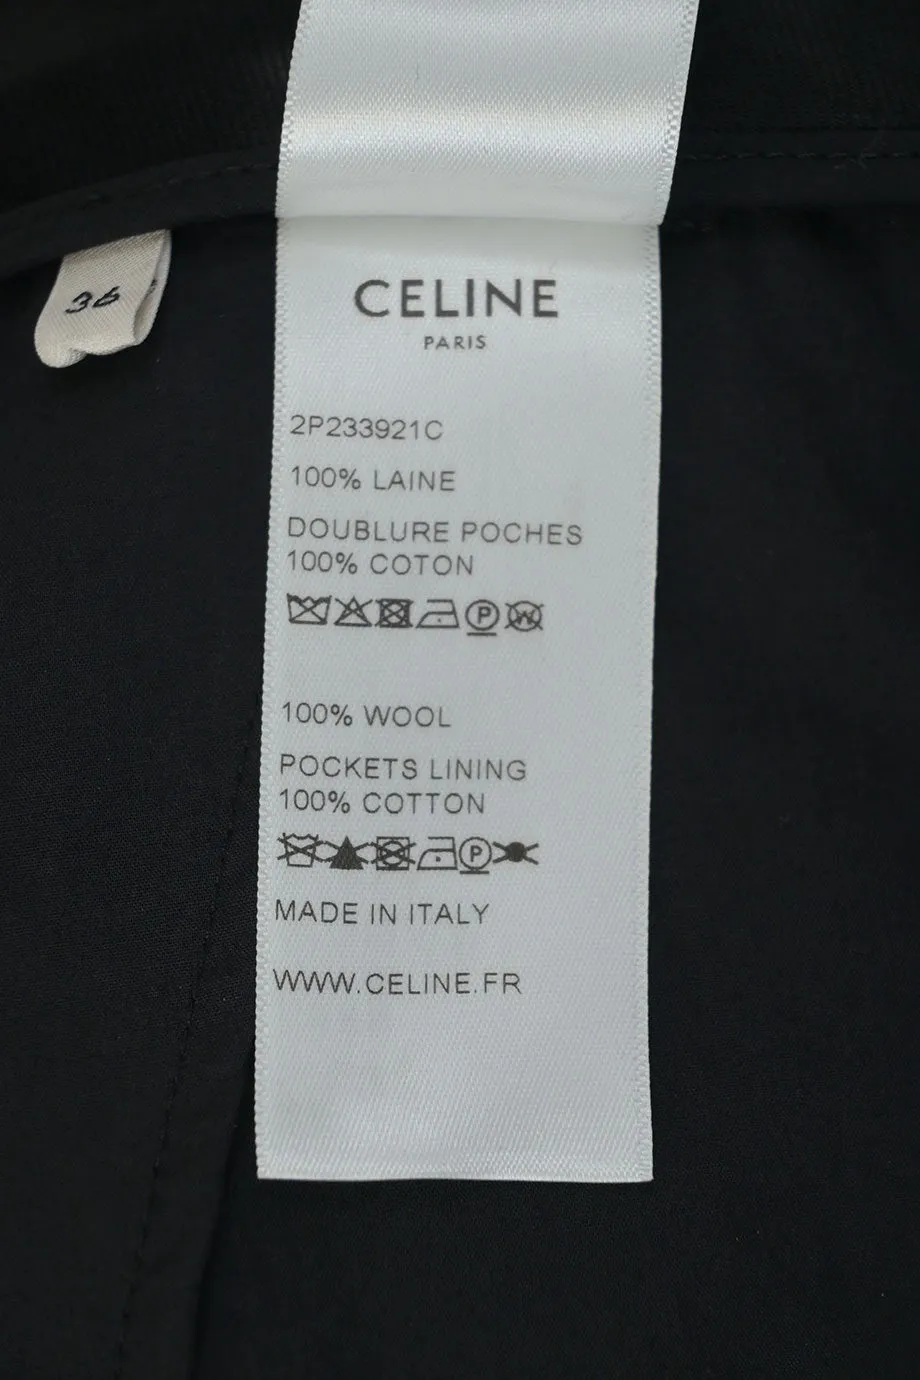 36
CELINE
PARIS
2P233921C
100% LAINE
DOUBLURE POCHES
100% COTON
P W
100% WOOL
POCKETS LINING
100% COTTON
P
MADE IN ITALY
WWW.CELINE.FR